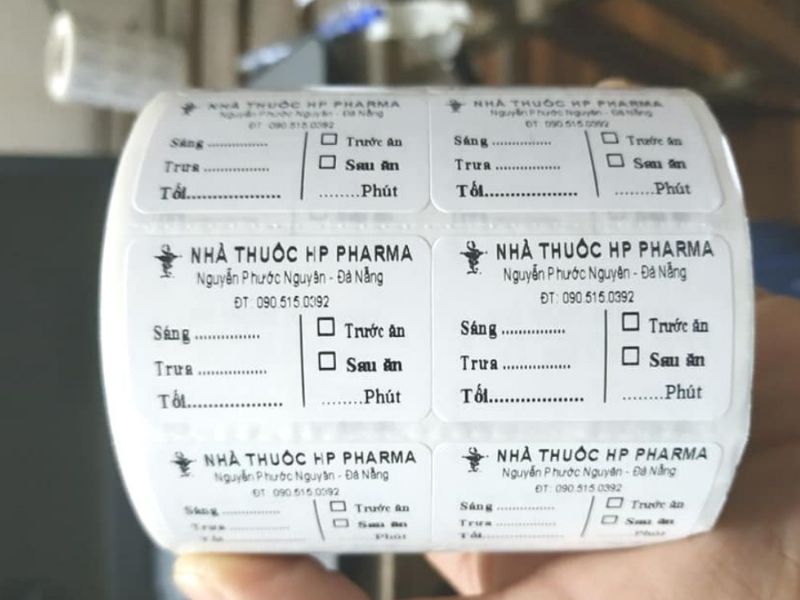 NHÀ THUỐC HP PHARMA
Nguyễn Phước Nguyên - Đà Nẵng
ĐT: 090.515.0392
Sáng ..............
Trưa ................
Tối....................
Trước ăn
Sau ăn
........Phút
NHÀ THUỐC HP PHARMA
Nguyễn Phước Nguyên - Đà Nẵng
ĐT: 090.515.0392
Sáng ..............
Trưa ................
Tối....................
Trước ăn
Sau ăn
........Phút
NHÀ THUỐC HP PHARMA
Nguyễn Phước Nguyên - Đà Nẵng
ĐT: 090.515.0392
Sáng ..............
Trưa ................
Tối....................
Trước ăn
Sau ăn
........Phút
NHÀ THUỐC HP PHARMA
Nguyễn Phước Nguyên - Đà Nẵng
ĐT: 090.515.0392
Sáng ..............
Trưa ................
Tối....................
Trước ăn
Sau ăn
........Phút
NHÀ THUỐC HP PHARMA
Nguyễn Phước Nguyên - Đà Nẵng
ĐT: 090.515.0392
Sáng ..............
Trưa ................
Trước ăn
Sau ăn
Phút
NHÀ THUỐC HP PHARMA
Nguyễn Phước Nguyên - Đà Nẵng
ĐT: 090.515.0392
Sáng ..............
Trưa ................
Trước ăn
Sau ăn